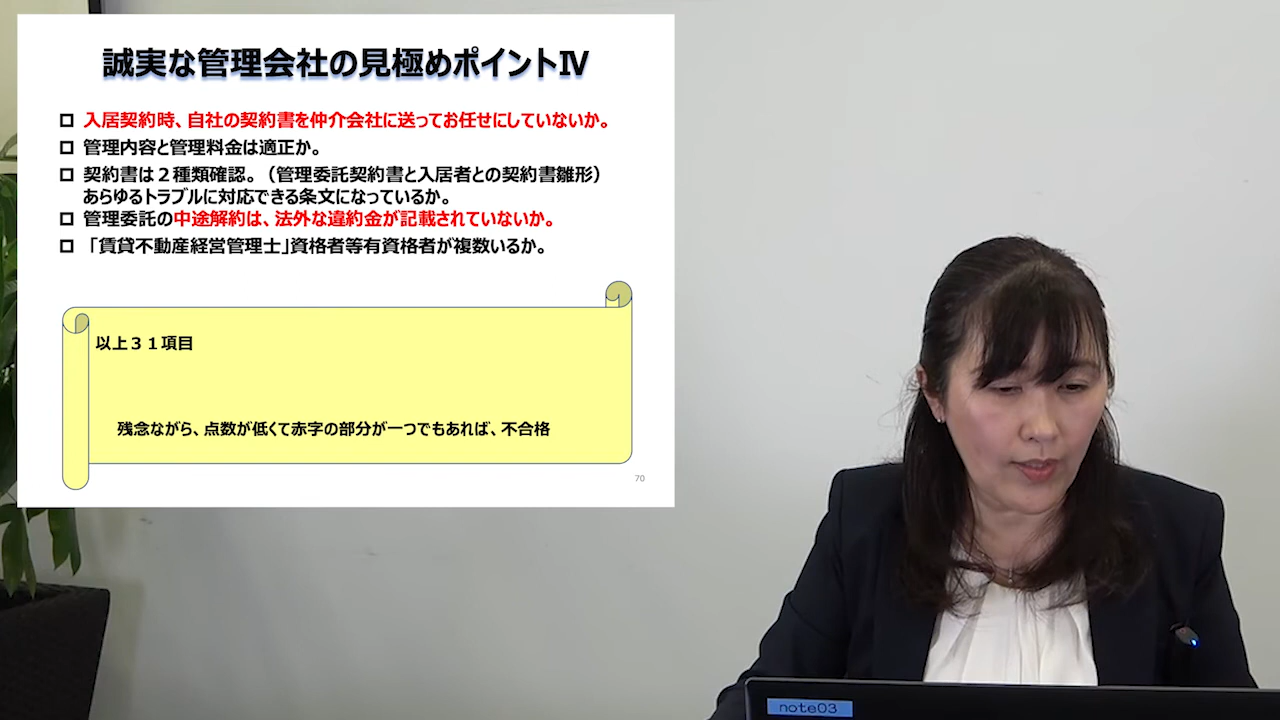 誠実な管理会社の見極めポイントⅣ
入居契約時、自社の契約書を仲介会社に送ってお任せにしていないか。
管理内容と管理料金は適正か。
契約書は２種類確認。（管理委託契約書と入居者との契約書雛形）
あらゆるトラブルに対応できる条文になっているか。
管理委託の中途解約は、法外な違約金が記載されていないか。
「賃貸不動産経営管理士」資格者等有資格者が複数いるか。
以上３１項目
残念ながら、点数が低くて赤字の部分が一つでもあれば、不合格
70
note03